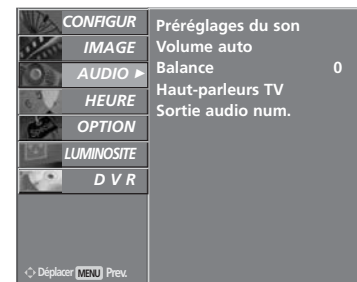 CONFIGUR
IMAGE
AUDIO ►
HEURE
OPTION
LUMINOSITE
D V R
Déplacer MENU Prev.
Préréglages du son
Volume auto
Balance 0
Haut-parleurs TV
Sortie audio num.